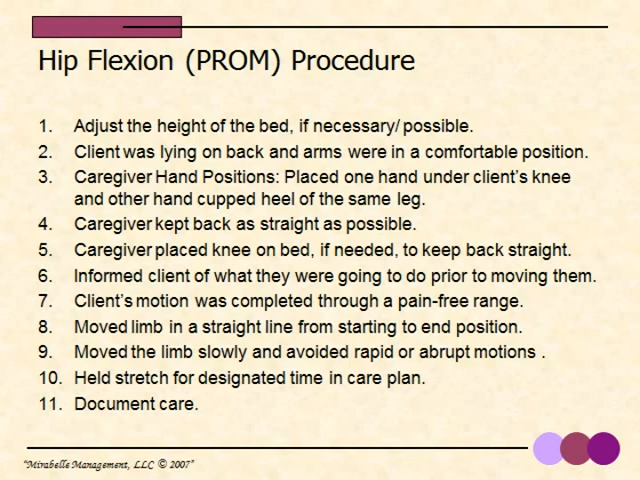 Hip Flexion (PROM) Procedure
1. Adjust the height of the bed, if necessary/ possible.
2. Client was lying on back and arms were in a comfortable position.
3. Caregiver Hand Positions: Placed one hand under client's knee
and other hand cupped heel of the same leg.
4. Caregiver kept back as straight as possible.
5. Caregiver placed knee on bed, if needed, to keep back straight.
6. Informed client of what they were going to do prior to moving them.
7. Client's motion was completed through a pain-free range.
8. Moved limb in a straight line from starting to end position.
9. Moved the limb slowly and avoided rapid or abrupt motions .
10. Held stretch for designated time in care plan.
11. Document care.
"Mirabelle Management, LLC © 2007"